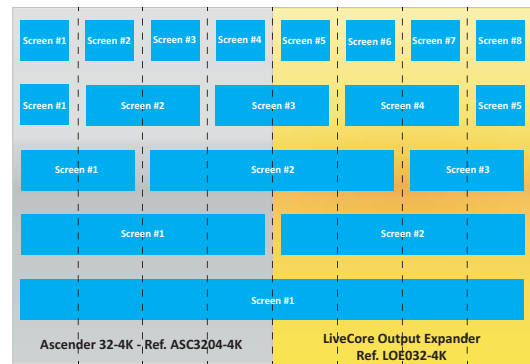 Screen #1 Screen #2 Screen #3 Screen #4 Screen #5 Screen #6 Screen #7 Screen #8
Screen #1 Screen #2 Screen #3 Screen #4 Screen #5
Screen #1 Screen #2 Screen #3
Screen #1 Screen #2
Screen #1
Ascender 32-4K - Ref. ASC3204-4K
LiveCore Output Expander
Ref. LOE032-4K